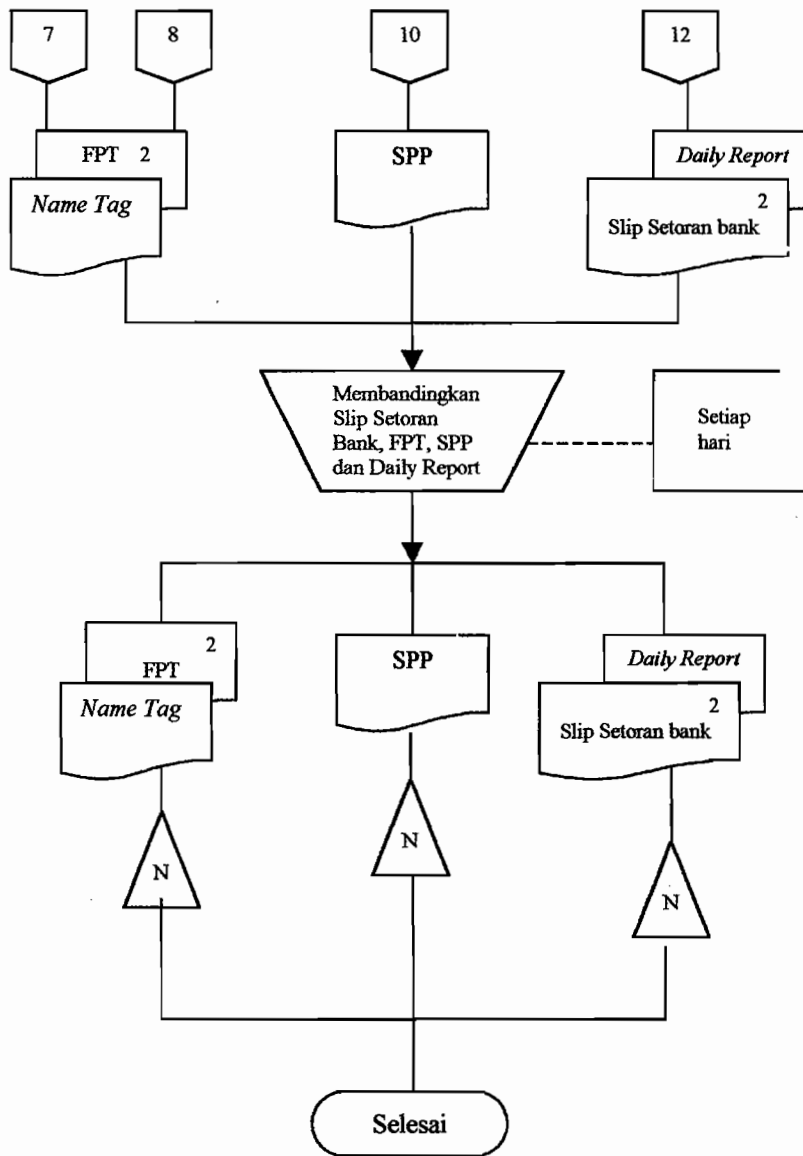 7
8
10
12
FPT 2
Name Tag
SPP
Daily Report
2
Slip Setoran bank
Membandingkan
Slip Setoran
Bank, FPT, SPP
dan Daily Report
Setiap
hari
2
FPT
Name Tag
SPP
Daily Report
2
Slip Setoran bank
N
N
N
Selesai